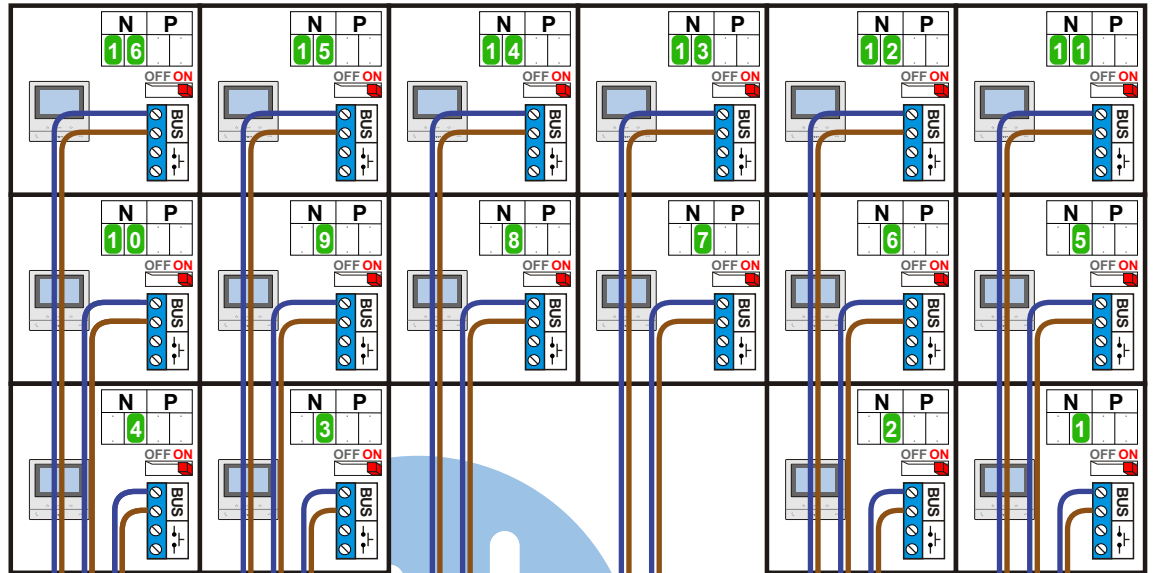 N P N P N P N P N P N P
16 15 14 13 12 11
OFF ON OFF ON OFF ON OFF ON OFF ON OFF ON
BUS BUS BUS BUS BUS BUS
N P N P N P N P N P N P
10 9 8 7 6 5
OFF ON OFF ON OFF ON OFF ON OFF ON OFF ON
BUS BUS BUS BUS BUS BUS
N P N P N P N P
4 3 2 1
OFF ON OFF ON OFF ON OFF ON
BUS BUS BUS BUS